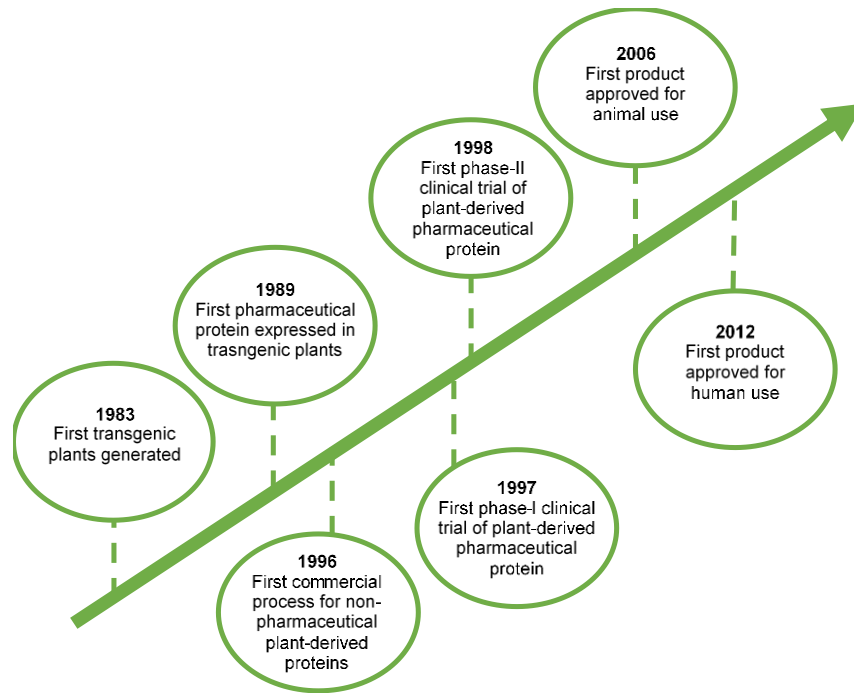 1983
First transgenic
plants generated
1989
First pharmaceutical
protein expressed in
trasngenic plants
1996
First commercial
process for non-
pharmaceutical
plant-derived
proteins
1997
First phase-I clinical
trial of plant-derived
pharmaceutical
protein
1998
First phase-II
clinical trial of
plant-derived
pharmaceutical
protein
2006
First product
approved for
animal use
2012
First product
approved for
human use